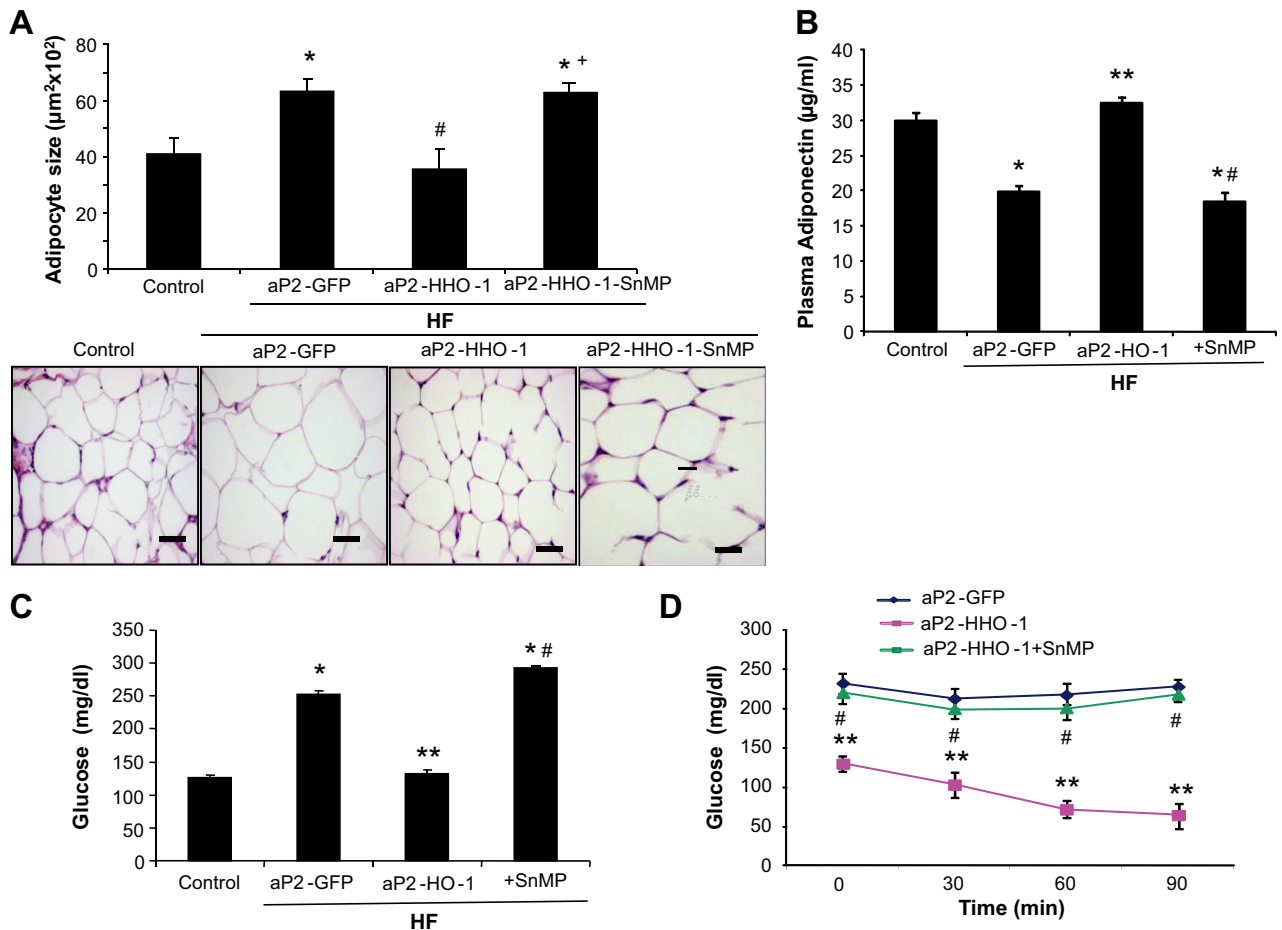 A
Adipocyte size (µm²x10²)
80
60
40
20
0
*
#
* +
Control
aP2-GFP
aP2-HHO-1
aP2-HHO-1-SnMP
HF
Control
aP2-GFP
aP2-HHO-1
aP2-HHO-1-SnMP
B
Plasma Adiponectin (µg/ml)
40
35
30
25
20
15
10
5
0
*
**
* #
Control
aP2-GFP
aP2-HO-1
+SnMP
HF
C
Glucose (mg/dl)
350
300
250
200
150
100
50
0
*
**
* #
Control
aP2-GFP
aP2-HO-1
+SnMP
HF
D
aP2-GFP
aP2-HHO-1
aP2-HHO-1+SnMP
Glucose (mg/dl)
300
250
200
150
100
50
0
#
**
#
**
#
**
#
**
0
30
60
90
Time (min)